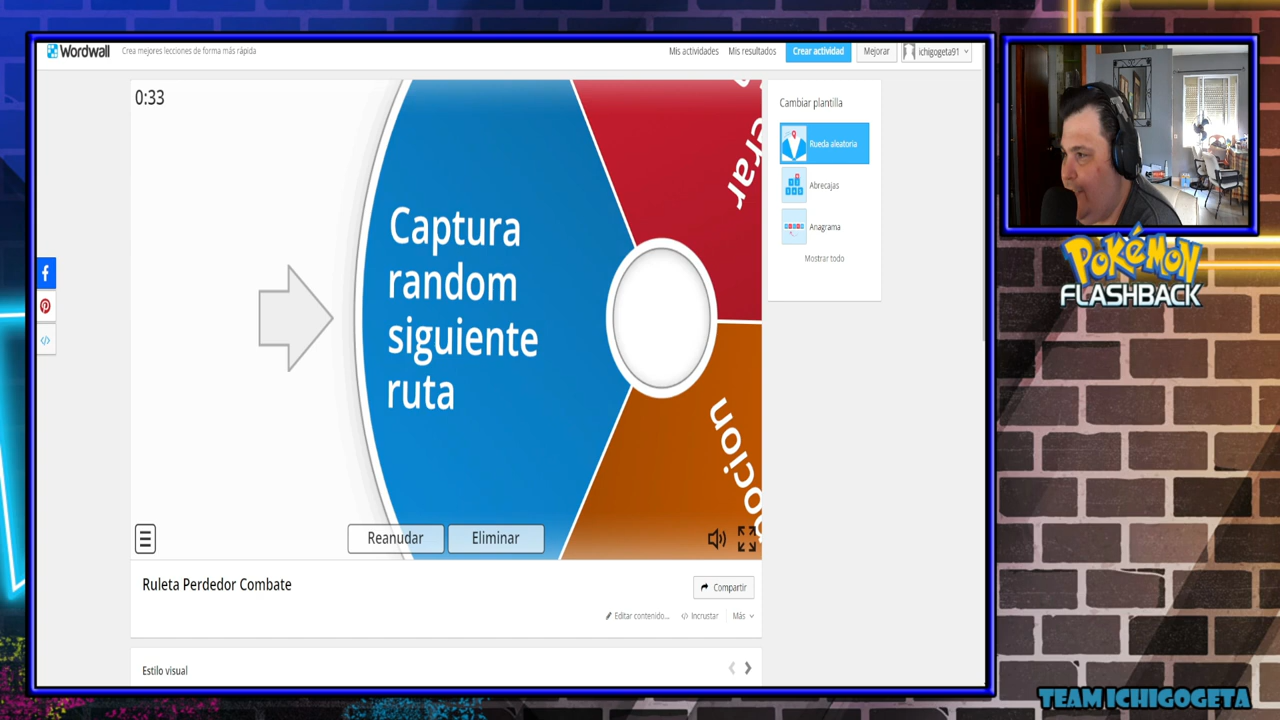 Wordwall
Crea mejores lecciones de forma más rápida
Mis actividades
Mis resultados
Crear actividad
Mejorar
ichigogeta91
0:33
Captura
random
siguiente
ruta
Reanudar
Eliminar
Cambiar plantilla
Rueda aleatoria
Abrecajas
Anagrama
Mostrar todo
Ruleta Perdedor Combate
Compartir
Editar contenido...
Incrustar
Más
Estilo visual
POKÉMON
FLASHBACK
TEAM ICHIGOGETA